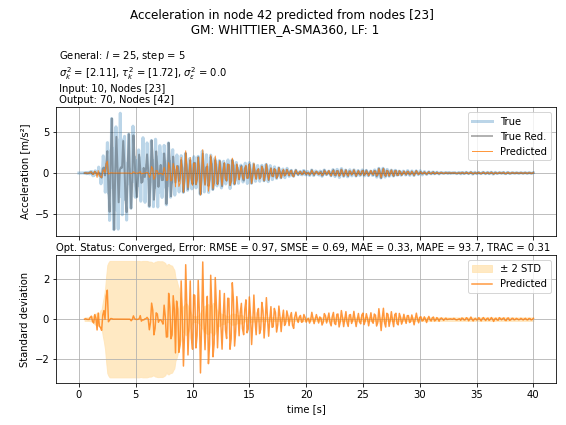 Acceleration in node 42 predicted from nodes [23]
GM: WHITTIER_A-SMA360, LF: 1
General: l = 25, step = 5
σ²ₖ = [2.11], τ²ₖ = [1.72], σ²ε = 0.0
Input: 10, Nodes [23]
Output: 70, Nodes [42]
Acceleration [m/s²]
5
0
−5
True
True Red.
Predicted
Opt. Status: Converged, Error: RMSE = 0.97, SMSE = 0.69, MAE = 0.33, MAPE = 93.7, TRAC = 0.31
Standard deviation
2
0
−2
± 2 STD
Predicted
0 5 10 15 20 25 30 35 40
time [s]